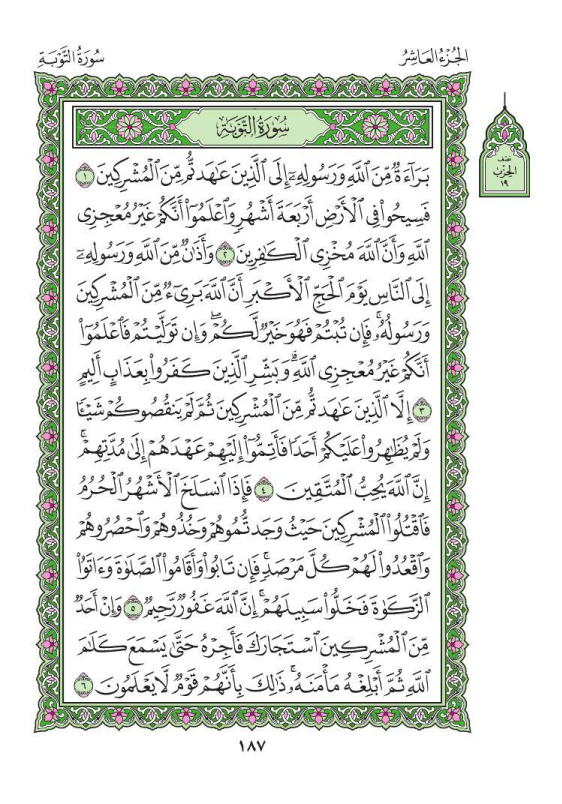 الجُزْءُ العَاشِرُ
سُورَةُ التَّوْبَةِ
نصف
الحِزْب
١٩
سُورَةُ التَّوْبَةِ
بَرَآءَةٌ مِّنَ ٱللَّهِ وَرَسُولِهِۦٓ إِلَى ٱلَّذِينَ عَٰهَدتُّم مِّنَ ٱلْمُشْرِكِينَ ١
فَسِيحُوا۟ فِى ٱلْأَرْضِ أَرْبَعَةَ أَشْهُرٍ وَٱعْلَمُوٓا۟ أَنَّكُمْ غَيْرُ مُعْجِزِى
ٱللَّهِ وَأَنَّ ٱللَّهَ مُخْزِى ٱلْكَٰفِرِينَ ٢ وَأَذَٰنٌ مِّنَ ٱللَّهِ وَرَسُولِهِۦٓ
إِلَى ٱلنَّاسِ يَوْمَ ٱلْحَجِّ ٱلْأَكْبَرِ أَنَّ ٱللَّهَ بَرِىٓءٌ مِّنَ ٱلْمُشْرِكِينَ
وَرَسُولُهُۥ ۚ فَإِن تُبْتُمْ فَهُوَ خَيْرٌ لَّكُمْ ۖ وَإِن تَوَلَّيْتُمْ فَٱعْلَمُوٓا۟
أَنَّكُمْ غَيْرُ مُعْجِزِى ٱللَّهِ ۗ وَبَشِّرِ ٱلَّذِينَ كَفَرُوا۟ بِعَذَابٍ أَلِيمٍ
٣ إِلَّا ٱلَّذِينَ عَٰهَدتُّم مِّنَ ٱلْمُشْرِكِينَ ثُمَّ لَمْ يَنقُصُوكُمْ شَيْـًٔا
وَلَمْ يُظَٰهِرُوا۟ عَلَيْكُمْ أَحَدًا فَأَتِمُّوٓا۟ إِلَيْهِمْ عَهْدَهُمْ إِلَىٰ مُدَّتِهِمْ ۚ
إِنَّ ٱللَّهَ يُحِبُّ ٱلْمُتَّقِينَ ٤ فَإِذَا ٱنسَلَخَ ٱلْأَشْهُرُ ٱلْحُرُمُ
فَٱقْتُلُوا۟ ٱلْمُشْرِكِينَ حَيْثُ وَجَدتُّمُوهُمْ وَخُذُوهُمْ وَٱحْصُرُوهُمْ
وَٱقْعُدُوا۟ لَهُمْ كُلَّ مَرْصَدٍ ۚ فَإِن تَابُوا۟ وَأَقَامُوا۟ ٱلصَّلَوٰةَ وَءَاتَوُا۟
ٱلزَّكَوٰةَ فَخَلُّوا۟ سَبِيلَهُمْ ۚ إِنَّ ٱللَّهَ غَفُورٌ رَّحِيمٌ ٥ وَإِنْ أَحَدٌ
مِّنَ ٱلْمُشْرِكِينَ ٱسْتَجَارَكَ فَأَجِرْهُ حَتَّىٰ يَسْمَعَ كَلَٰمَ
ٱللَّهِ ثُمَّ أَبْلِغْهُ مَأْمَنَهُۥ ۚ ذَٰلِكَ بِأَنَّهُمْ قَوْمٌ لَّا يَعْلَمُونَ ٦
١٨٧